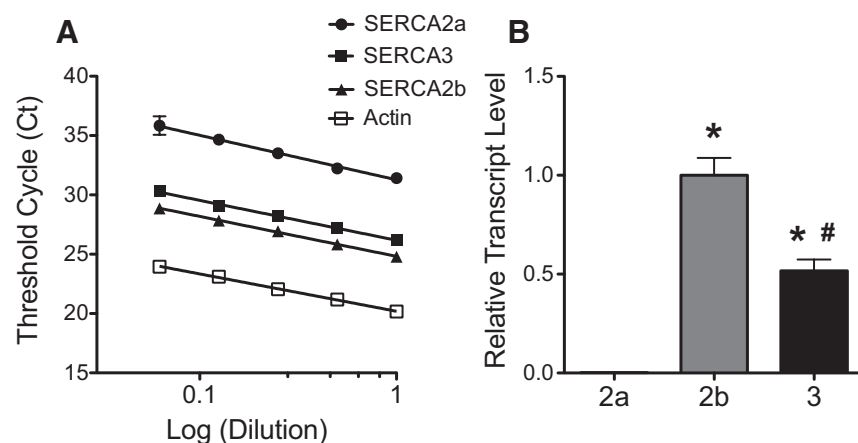 A
SERCA2a
SERCA3
SERCA2b
Actin
Threshold Cycle (Ct)
40
35
30
25
20
15
0.1
1
Log (Dilution)
B
Relative Transcript Level
1.5
1.0
0.5
0.0
*
* #
2a
2b
3